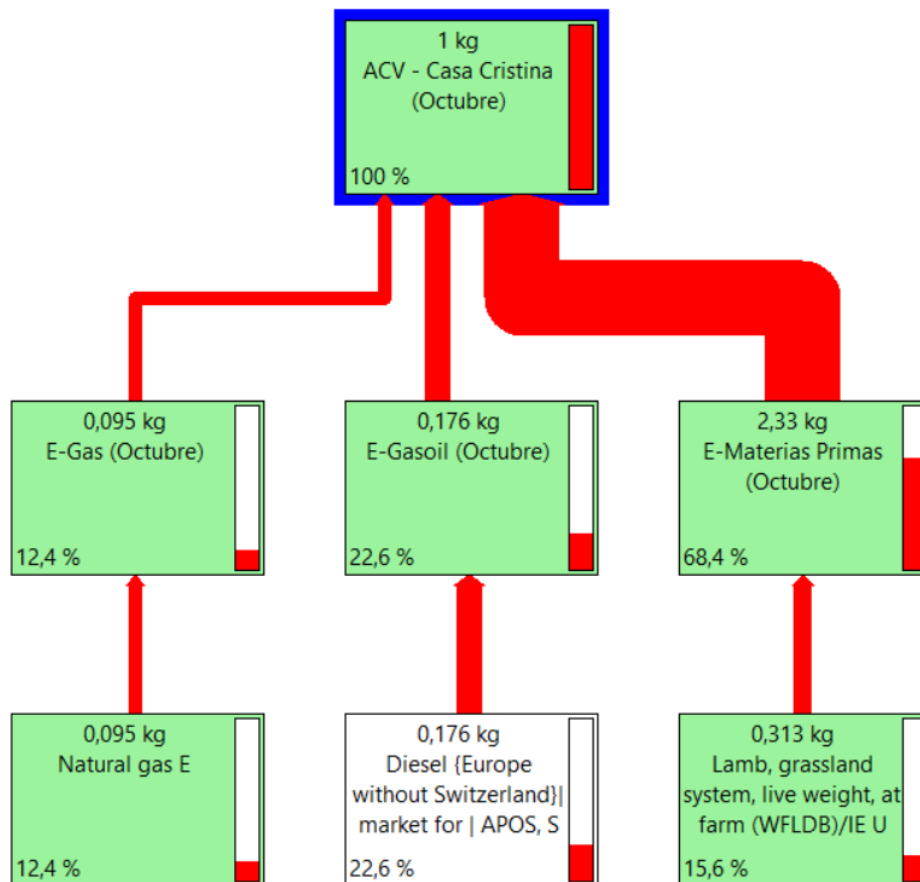 1 kg
ACV - Casa Cristina
(Octubre)
100 %
0,095 kg
E-Gas (Octubre)
12,4 %
0,176 kg
E-Gasoil (Octubre)
22,6 %
2,33 kg
E-Materias Primas
(Octubre)
68,4 %
0,095 kg
Natural gas E
12,4 %
0,176 kg
Diesel {Europe
without Switzerland}|
market for | APOS, S
22,6 %
0,313 kg
Lamb, grassland
system, live weight, at
farm (WFLDB)/IE U
15,6 %